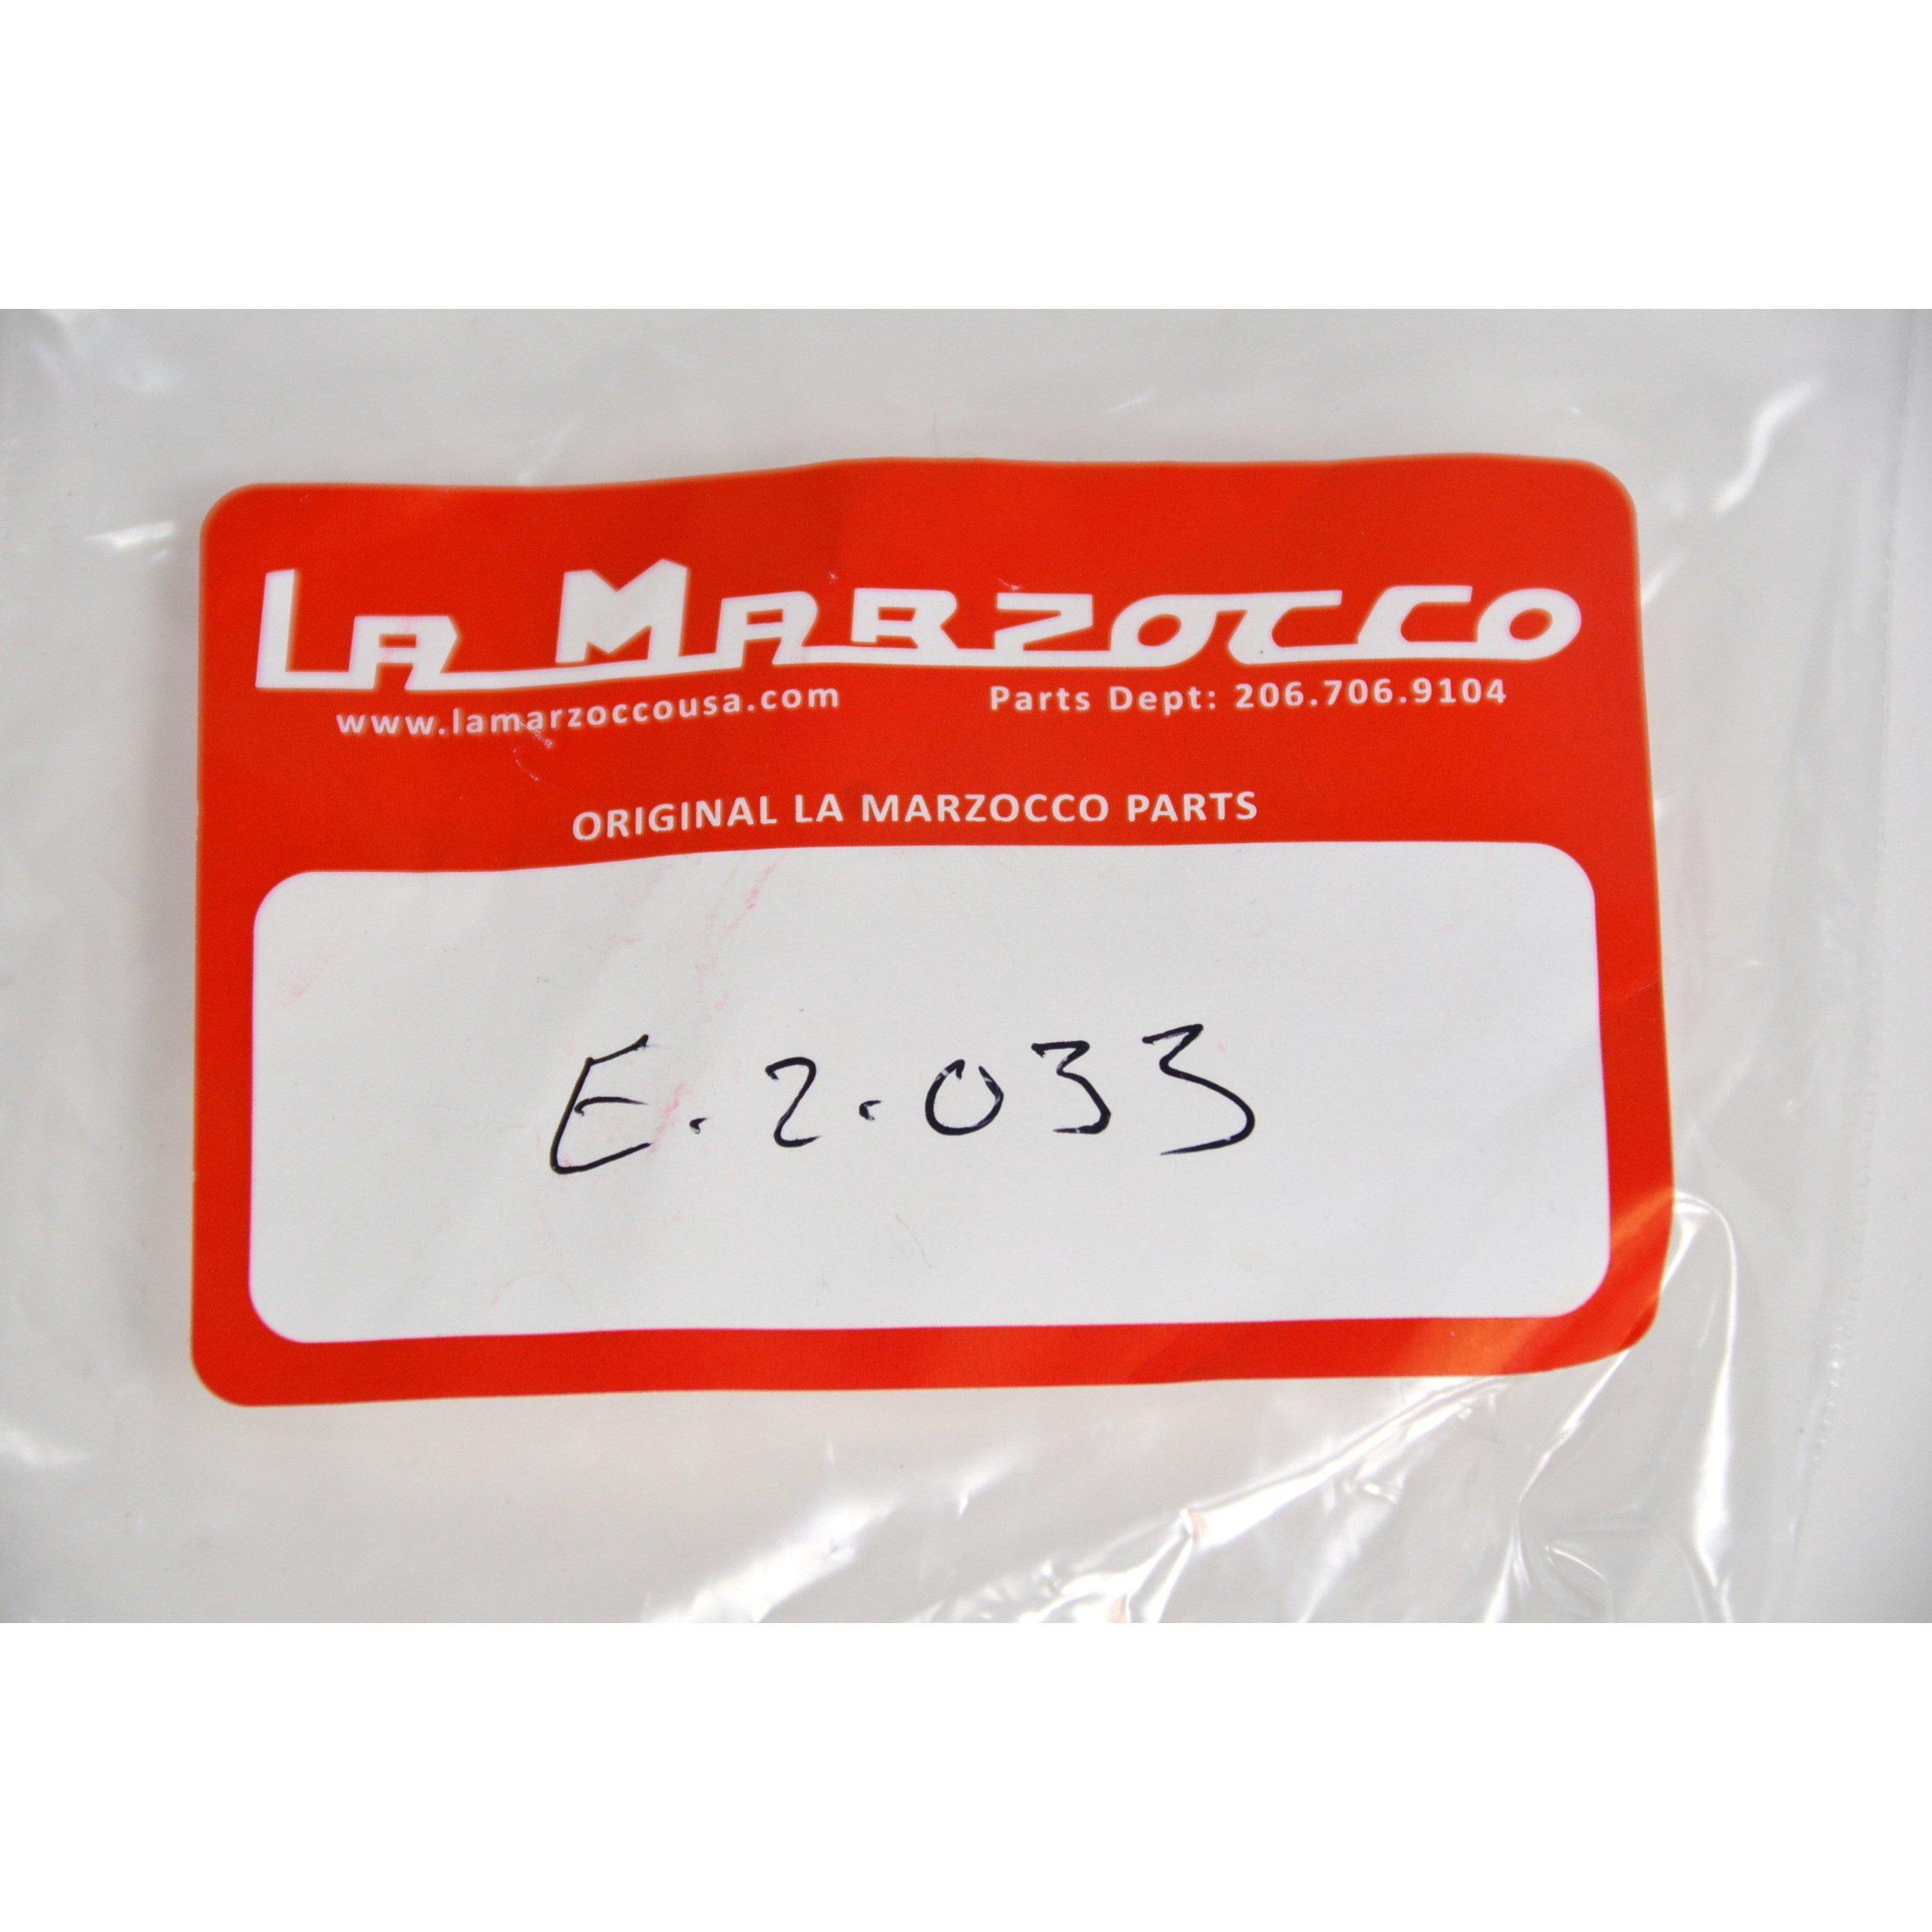 LA MARZOCCO
www.lamarzoccousa.com Parts Dept: 206.706.9104
ORIGINAL LA MARZOCCO PARTS
E.2.033